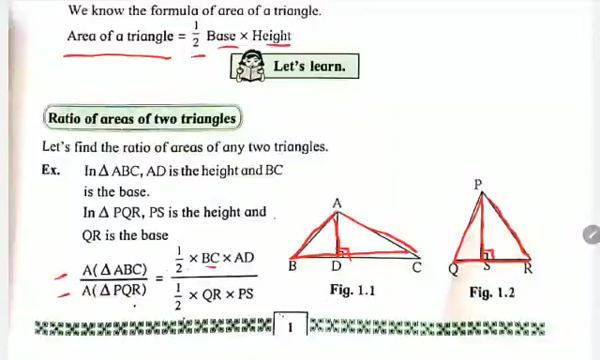 We know the formula of area of a triangle.
Area of a triangle = 1/2 Base × Height
Let's learn.
Ratio of areas of two triangles
Let's find the ratio of areas of any two triangles.
Ex. In Δ ABC, AD is the height and BC
is the base.
In Δ PQR, PS is the height and
QR is the base
A(Δ ABC)/A(Δ PQR) = (1/2 × BC × AD)/(1/2 × QR × PS)
A
B D C
Fig. 1.1
P
Q S R
Fig. 1.2
1